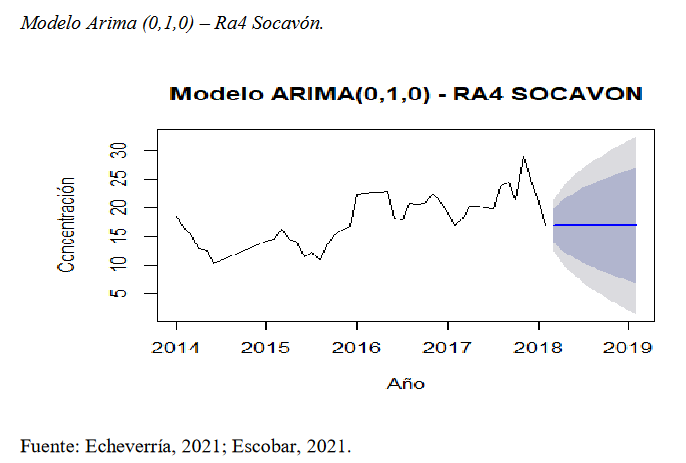 Modelo Arima (0,1,0) – Ra4 Socavón.
Modelo ARIMA(0,1,0) - RA4 SOCAVON
Concentración
30
25
20
15
10
5
2014 2015 2016 2017 2018 2019
Año
Fuente: Echeverría, 2021; Escobar, 2021.